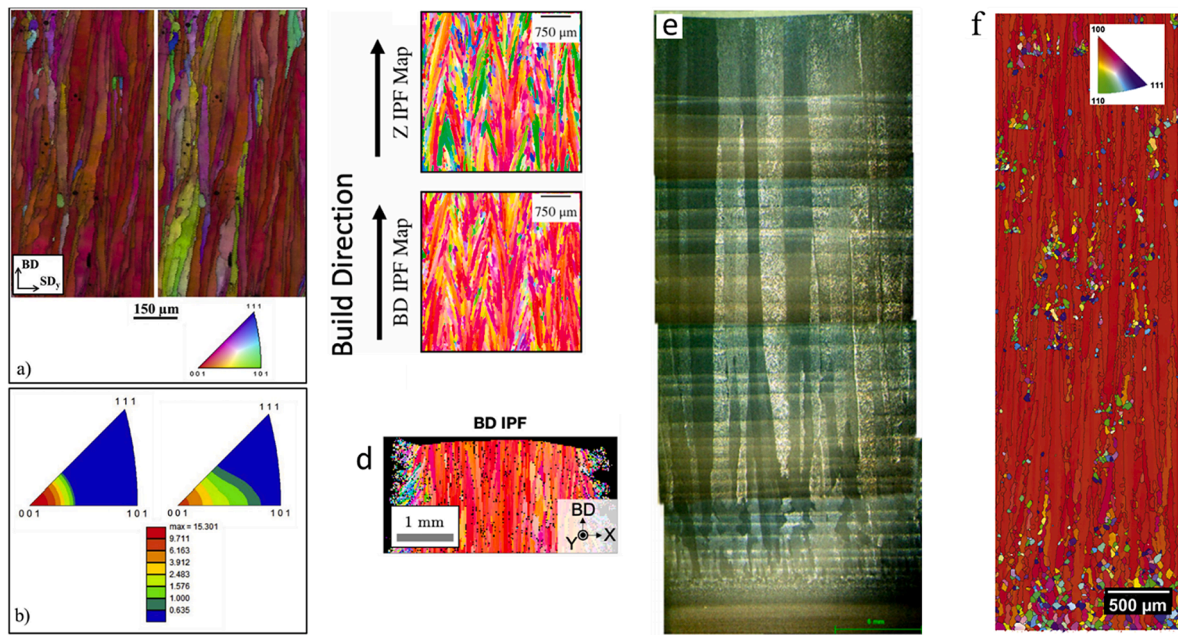 BD
SDy
150 µm
1 1 1
0 0 1
1 0 1
a)
1 1 1
1 1 1
0 0 1
1 0 1
0 0 1
1 0 1
max = 15.301
9.711
6.163
3.912
2.483
1.576
1.000
0.635
b)
Build Direction
Z IPF Map
750 µm
BD IPF Map
750 µm
BD IPF
d
1 mm
BD
Y
X
e
5 mm
f
100
111
110
500 µm